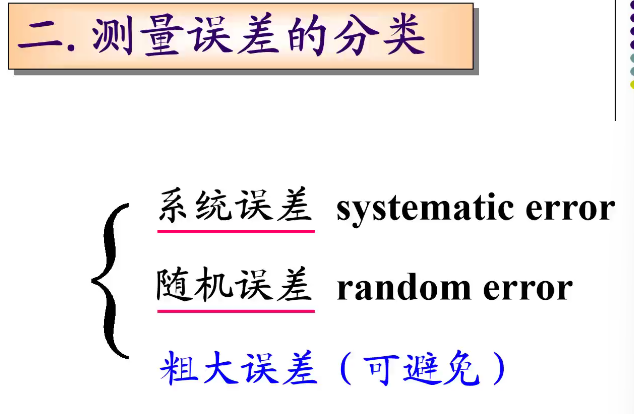 二. 测量误差的分类
系统误差 systematic error
随机误差 random error
粗大误差 ( 可避免 )